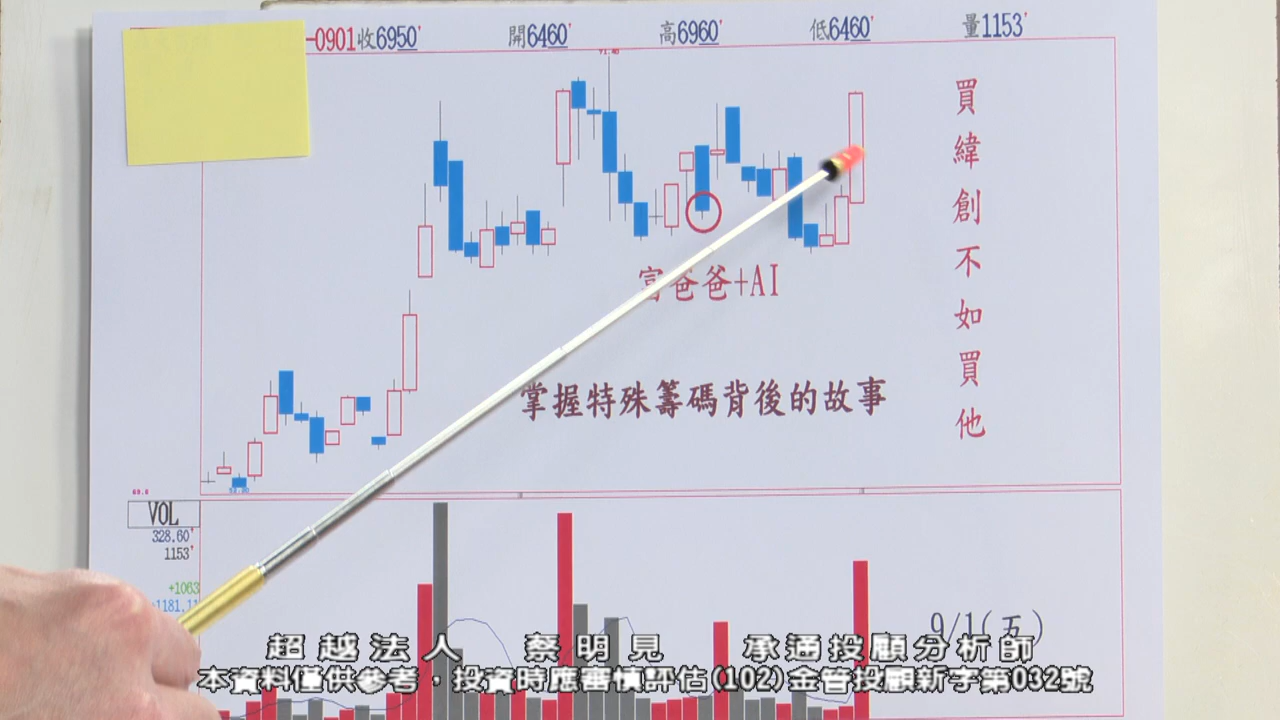 -0901收6950' 開6460' 高6960' 低6460' 量1153'
71.40
買緯創不如買他
富爸爸+AI
掌握特殊籌碼背後的故事
VOL
328.60'
1153'
+1063
1181.11
9/1(五)
超越法人 蔡明見 承通投顧分析師
本資料僅供參考,投資時應審慎評估(102)金管投顧新字第032號